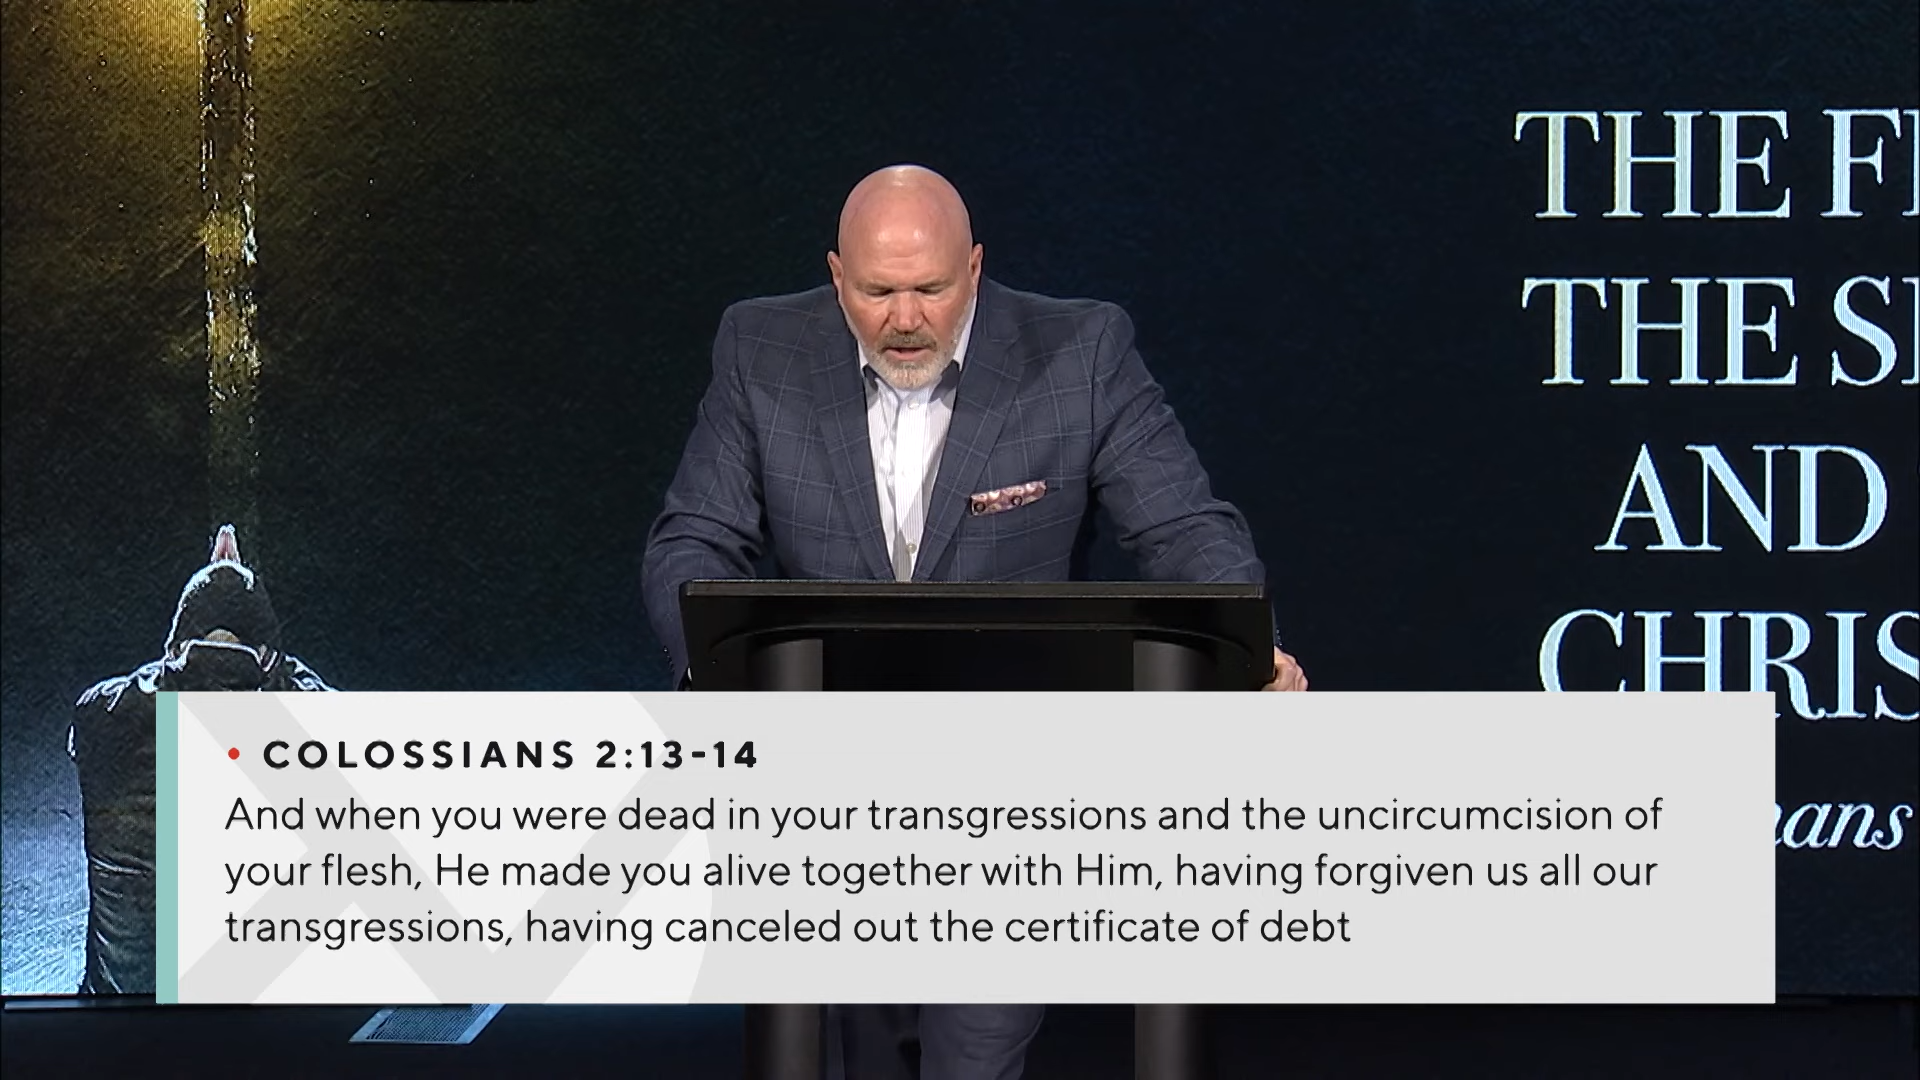 THE
THE
AND
CHRIS
• COLOSSIANS 2:13-14
And when you were dead in your transgressions and the uncircumcision of
your flesh, He made you alive together with Him, having forgiven us all our
transgressions, having canceled out the certificate of debt